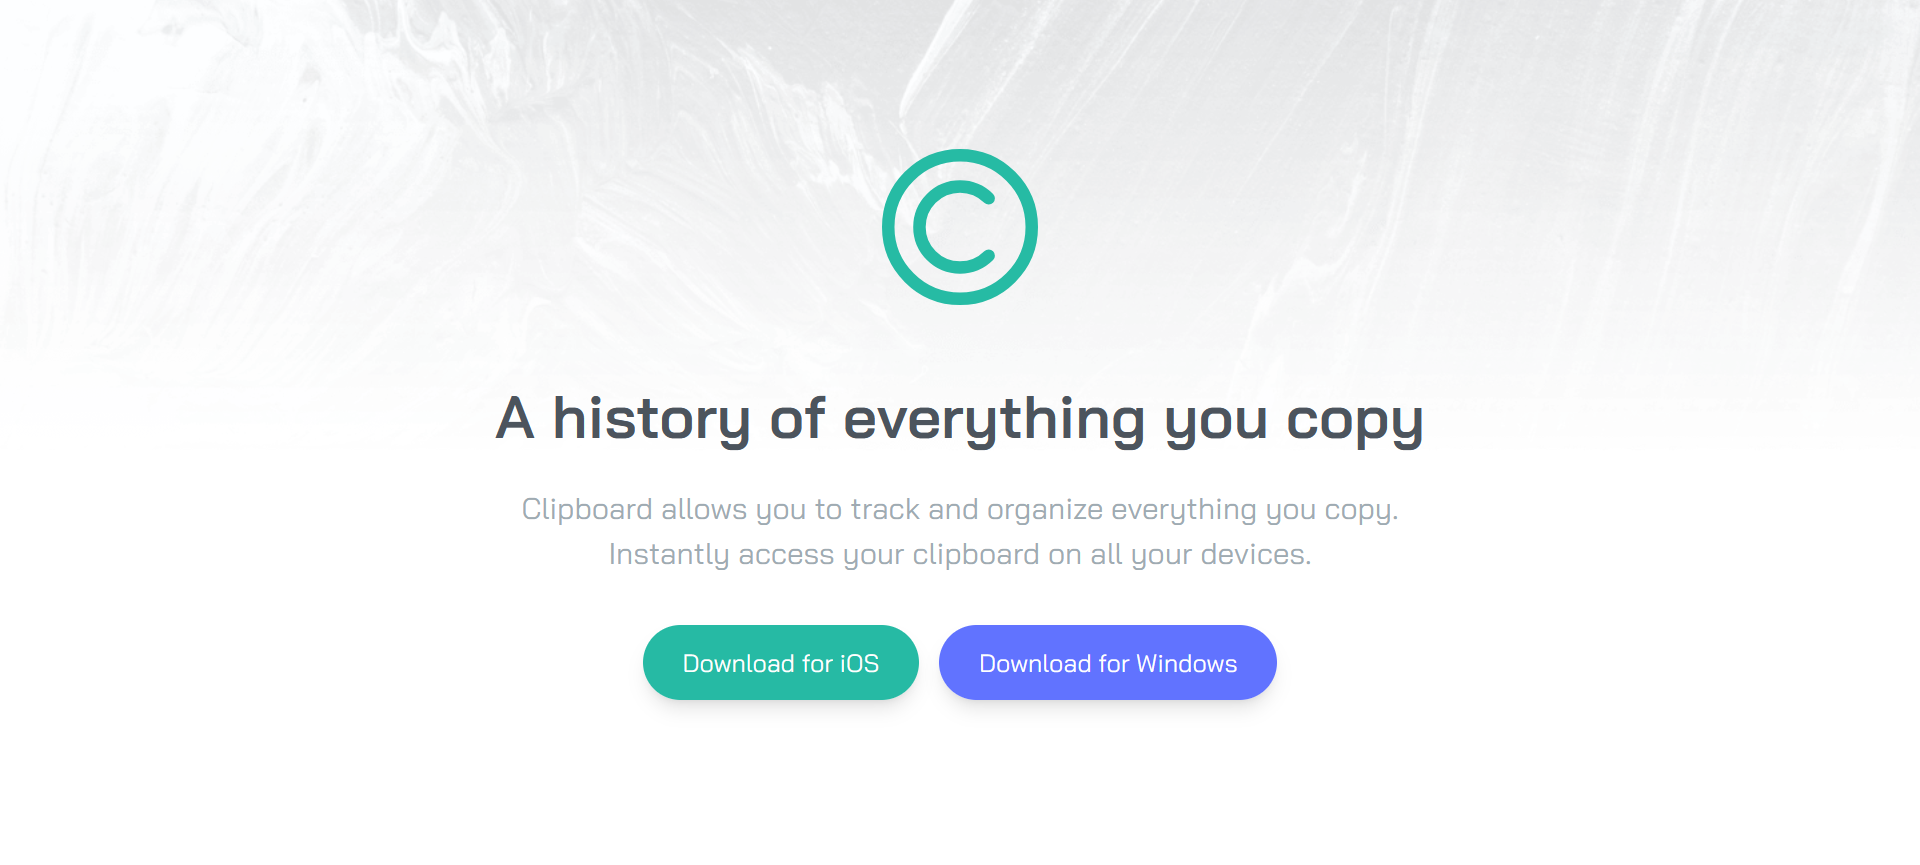 A history of everything you copy
Clipboard allows you to track and organize everything you copy.
Instantly access your clipboard on all your devices.
Download for iOS
Download for Windows